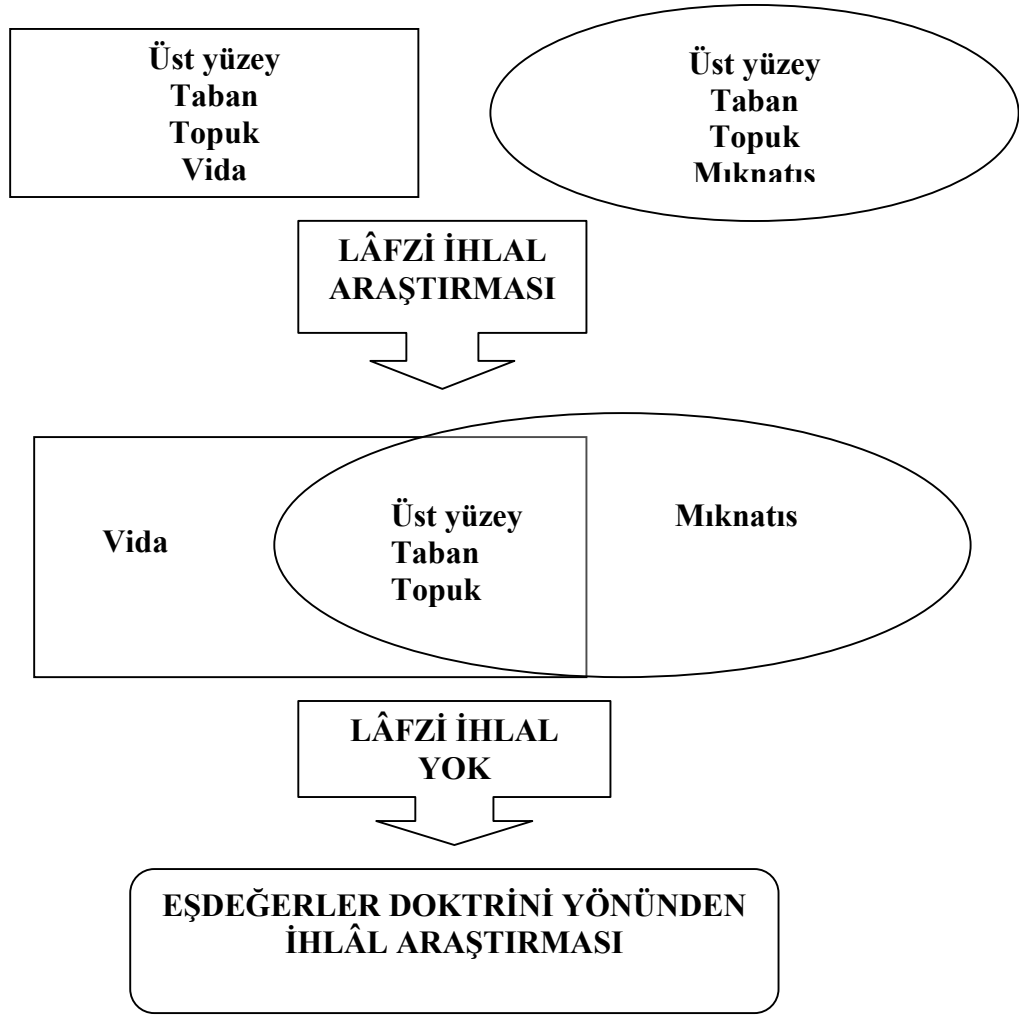 Üst yüzey
Taban
Topuk
Vida
Üst yüzey
Taban
Topuk
Mıknatıs
LÂFZİ İHLAL
ARAŞTIRMASI
Vida
Üst yüzey
Taban
Topuk
Mıknatıs
LÂFZİ İHLAL
YOK
EŞDEĞERLER DOKTRİNİ YÖNÜNDEN
İHLÂL ARAŞTIRMASI